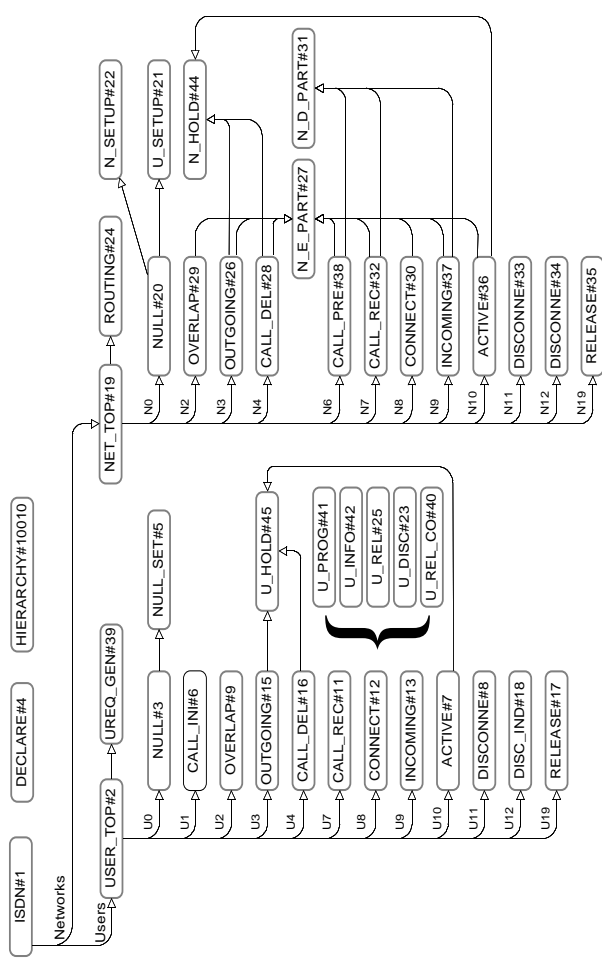 ISDN#1
DECLARE#4
HIERARCHY#10010
Networks
Users
USER_TOP#2
UREQ_GEN#39
NET_TOP#19
ROUTING#24
N_SETUP#22
U0
NULL#3
NULL_SET#5
N0
NULL#20
U_SETUP#21
U1
CALL_INI#6
U2
OVERLAP#9
N2
OVERLAP#29
N_HOLD#44
U3
OUTGOING#15
U_HOLD#45
N3
OUTGOING#26
U4
CALL_DEL#16
N4
CALL_DEL#28
N_E_PART#27
N_D_PART#31
U7
CALL_REC#11
U_PROG#41
N6
CALL_PRE#38
U8
CONNECT#12
U_INFO#42
N7
CALL_REC#32
U9
INCOMING#13
U_REL#25
N8
CONNECT#30
U_DISC#23
N9
INCOMING#37
U10
ACTIVE#7
U_REL_CO#40
N10
ACTIVE#36
U11
DISCONNE#8
N11
DISCONNE#33
U12
DISC_IND#18
N12
DISCONNE#34
U19
RELEASE#17
N19
RELEASE#35